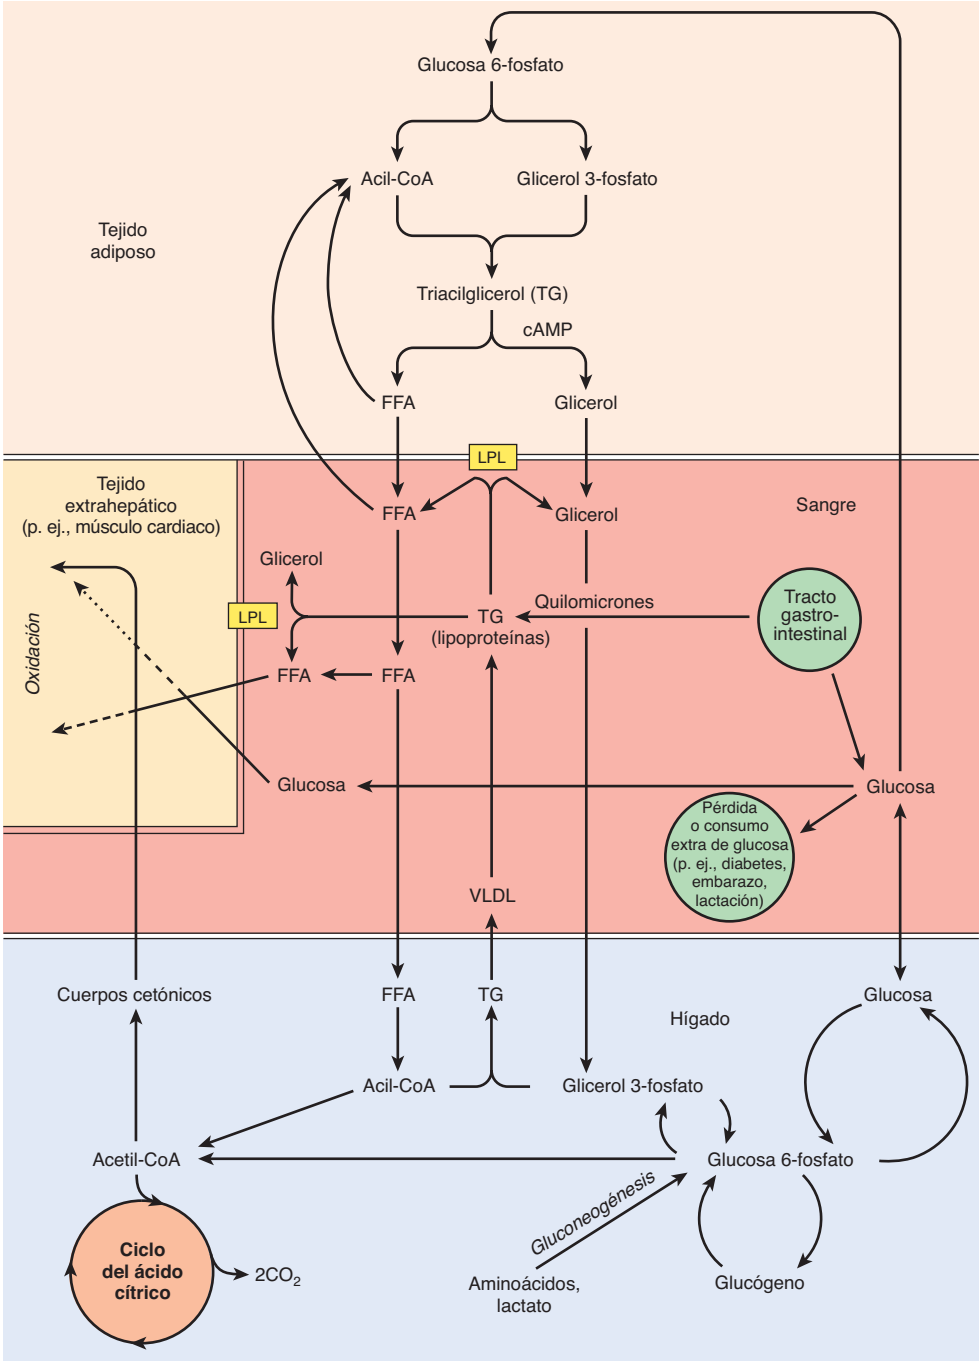 Glucosa 6-fosfato
Acil-CoA
Glicerol 3-fosfato
Tejido
adiposo
Triacilglicerol (TG)
cAMP
FFA
Glicerol
LPL
Tejido
extrahepático
(p. ej., músculo cardiaco)
Sangre
FFA
Glicerol
Glicerol
Oxidación
LPL
TG
(lipoproteínas)
Quilomicrones
Tracto
gastro-
intestinal
FFA
FFA
Glucosa
Glucosa
Pérdida
o consumo
extra de glucosa
(p. ej., diabetes,
embarazo,
lactación)
VLDL
Cuerpos cetónicos
FFA
TG
Glucosa
Hígado
Acil-CoA
Glicerol 3-fosfato
Acetil-CoA
Glucosa 6-fosfato
Gluconeogénesis
Ciclo
del ácido
cítrico
2CO₂
Aminoácidos,
lactato
Glucógeno